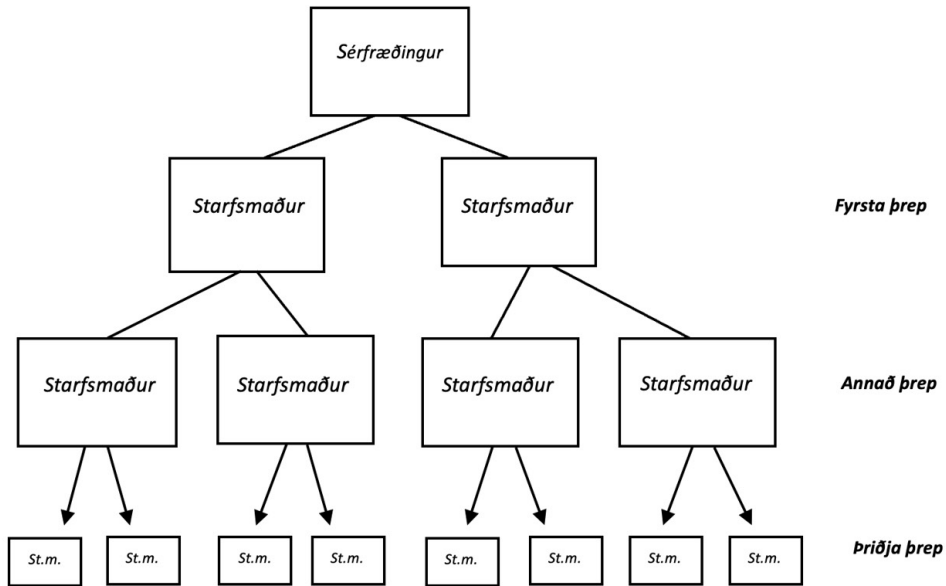 Sérfræðingur
Starfsmaður Starfsmaður Fyrsta þrep
Starfsmaður Starfsmaður Starfsmaður Starfsmaður Annað þrep
St.m. St.m. St.m. St.m. St.m. St.m. St.m. St.m. Þriðja þrep